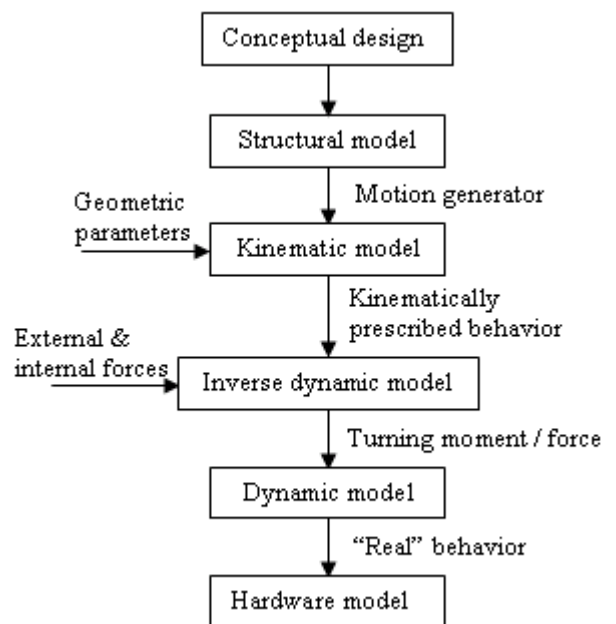 Conceptual design
Structural model
Motion generator
Geometric
parameters
Kinematic model
Kinematically
prescribed behavior
External &
internal forces
Inverse dynamic model
Turning moment / force
Dynamic model
“Real” behavior
Hardware model